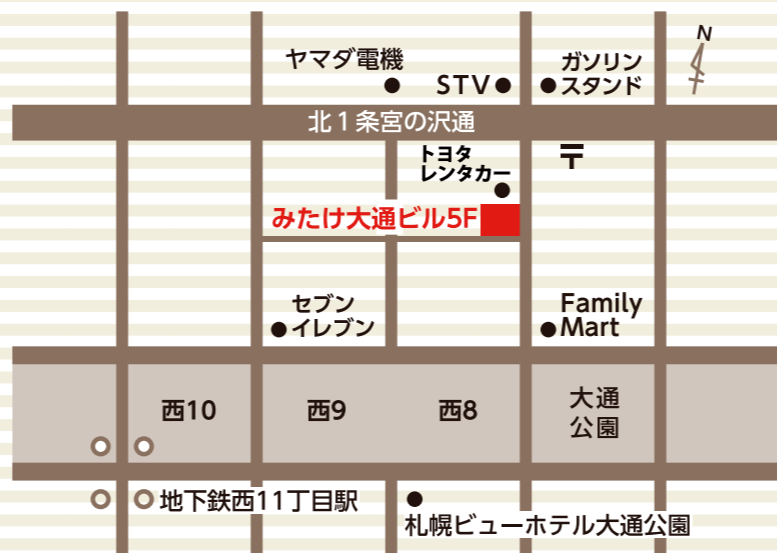 N
ヤマダ電機
STV
ガソリン
スタンド
北1条宮の沢通
トヨタ
レンタカー
〒
みたけ大通ビル5F
セブン
イレブン
Family
Mart
西10
西9
西8
大通
公園
地下鉄西11丁目駅
札幌ビューホテル大通公園